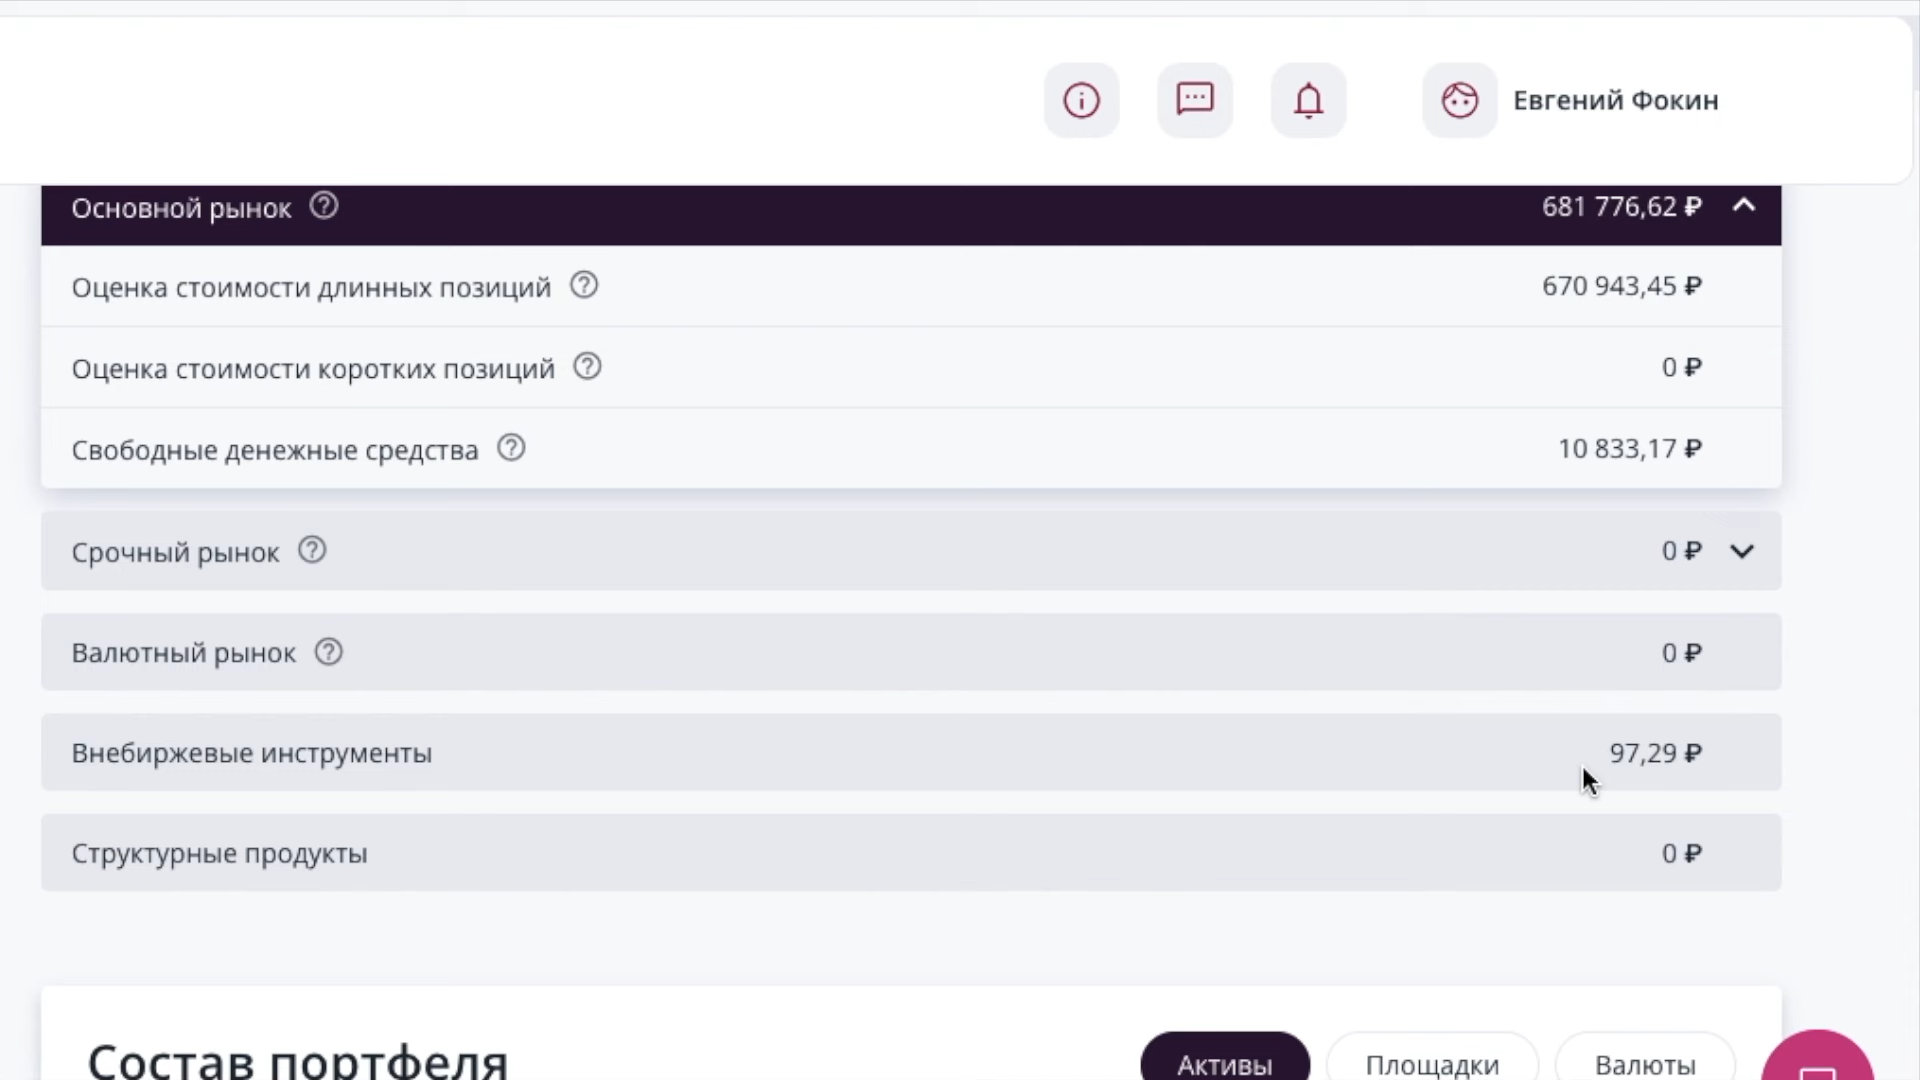 Евгений Фокин
Основной рынок 681 776,62 ₽
Оценка стоимости длинных позиций 670 943,45 ₽
Оценка стоимости коротких позиций 0 ₽
Свободные денежные средства 10 833,17 ₽
Срочный рынок 0 ₽
Валютный рынок 0 ₽
Внебиржевые инструменты 97,29 ₽
Структурные продукты 0 ₽
Состав портфеля Активы Площадки Валюты